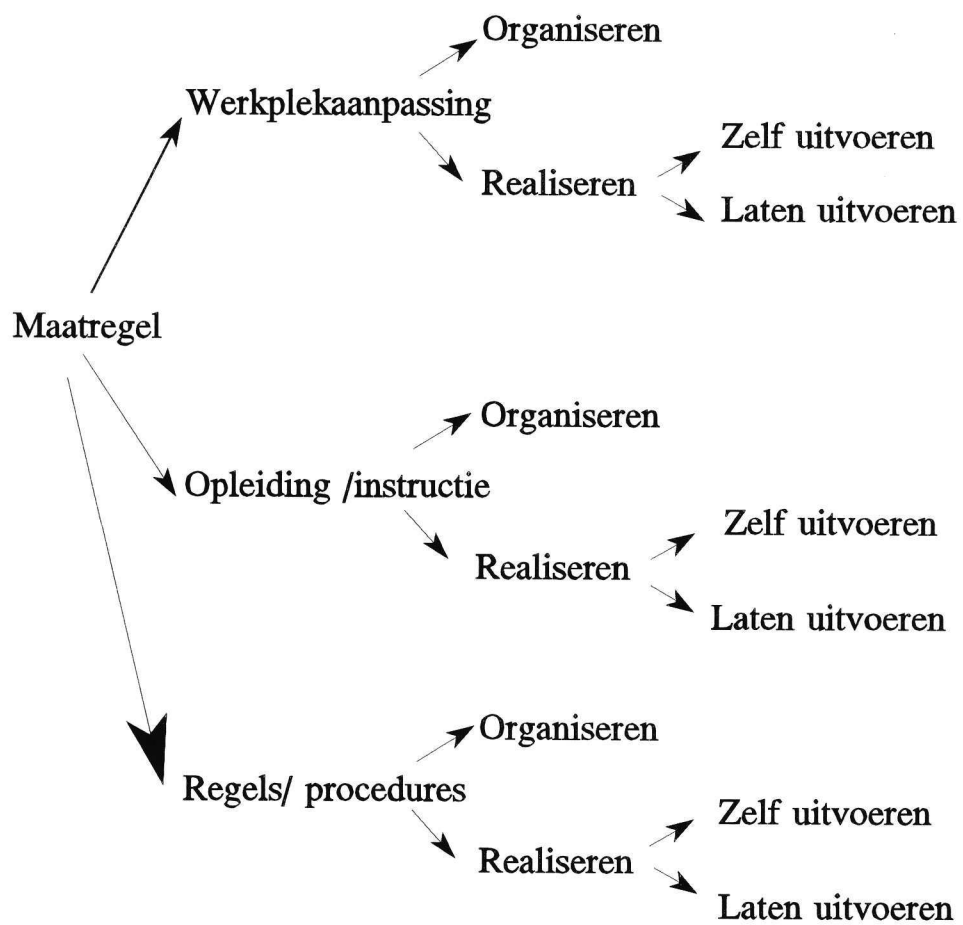 Organiseren
Werkplekaanpassing
Zelf uitvoeren
Realiseren
Laten uitvoeren
Maatregel
Organiseren
Opleiding /instructie
Zelf uitvoeren
Realiseren
Laten uitvoeren
Organiseren
Regels/ procedures
Zelf uitvoeren
Realiseren
Laten uitvoeren